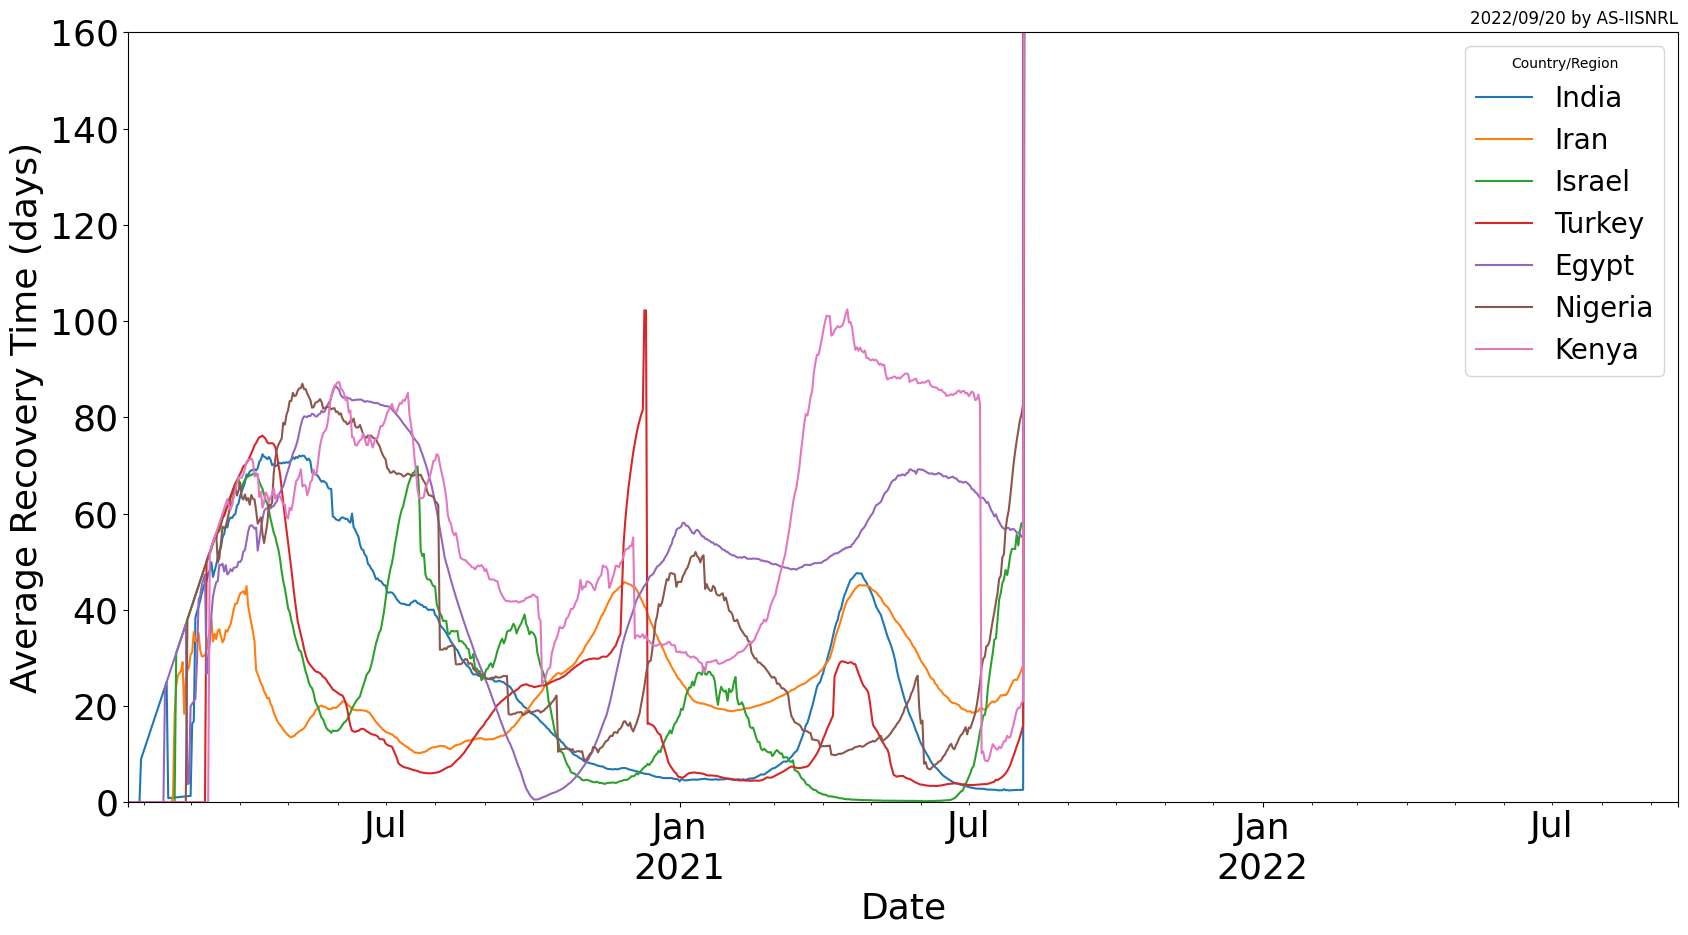 2022/09/20 by AS-IISNRL
Average Recovery Time (days)
160
140
120
100
80
60
40
20
0
Country/Region
India
Iran
Israel
Turkey
Egypt
Nigeria
Kenya
Jul
Jan
2021
Jul
Jan
2022
Jul
Date